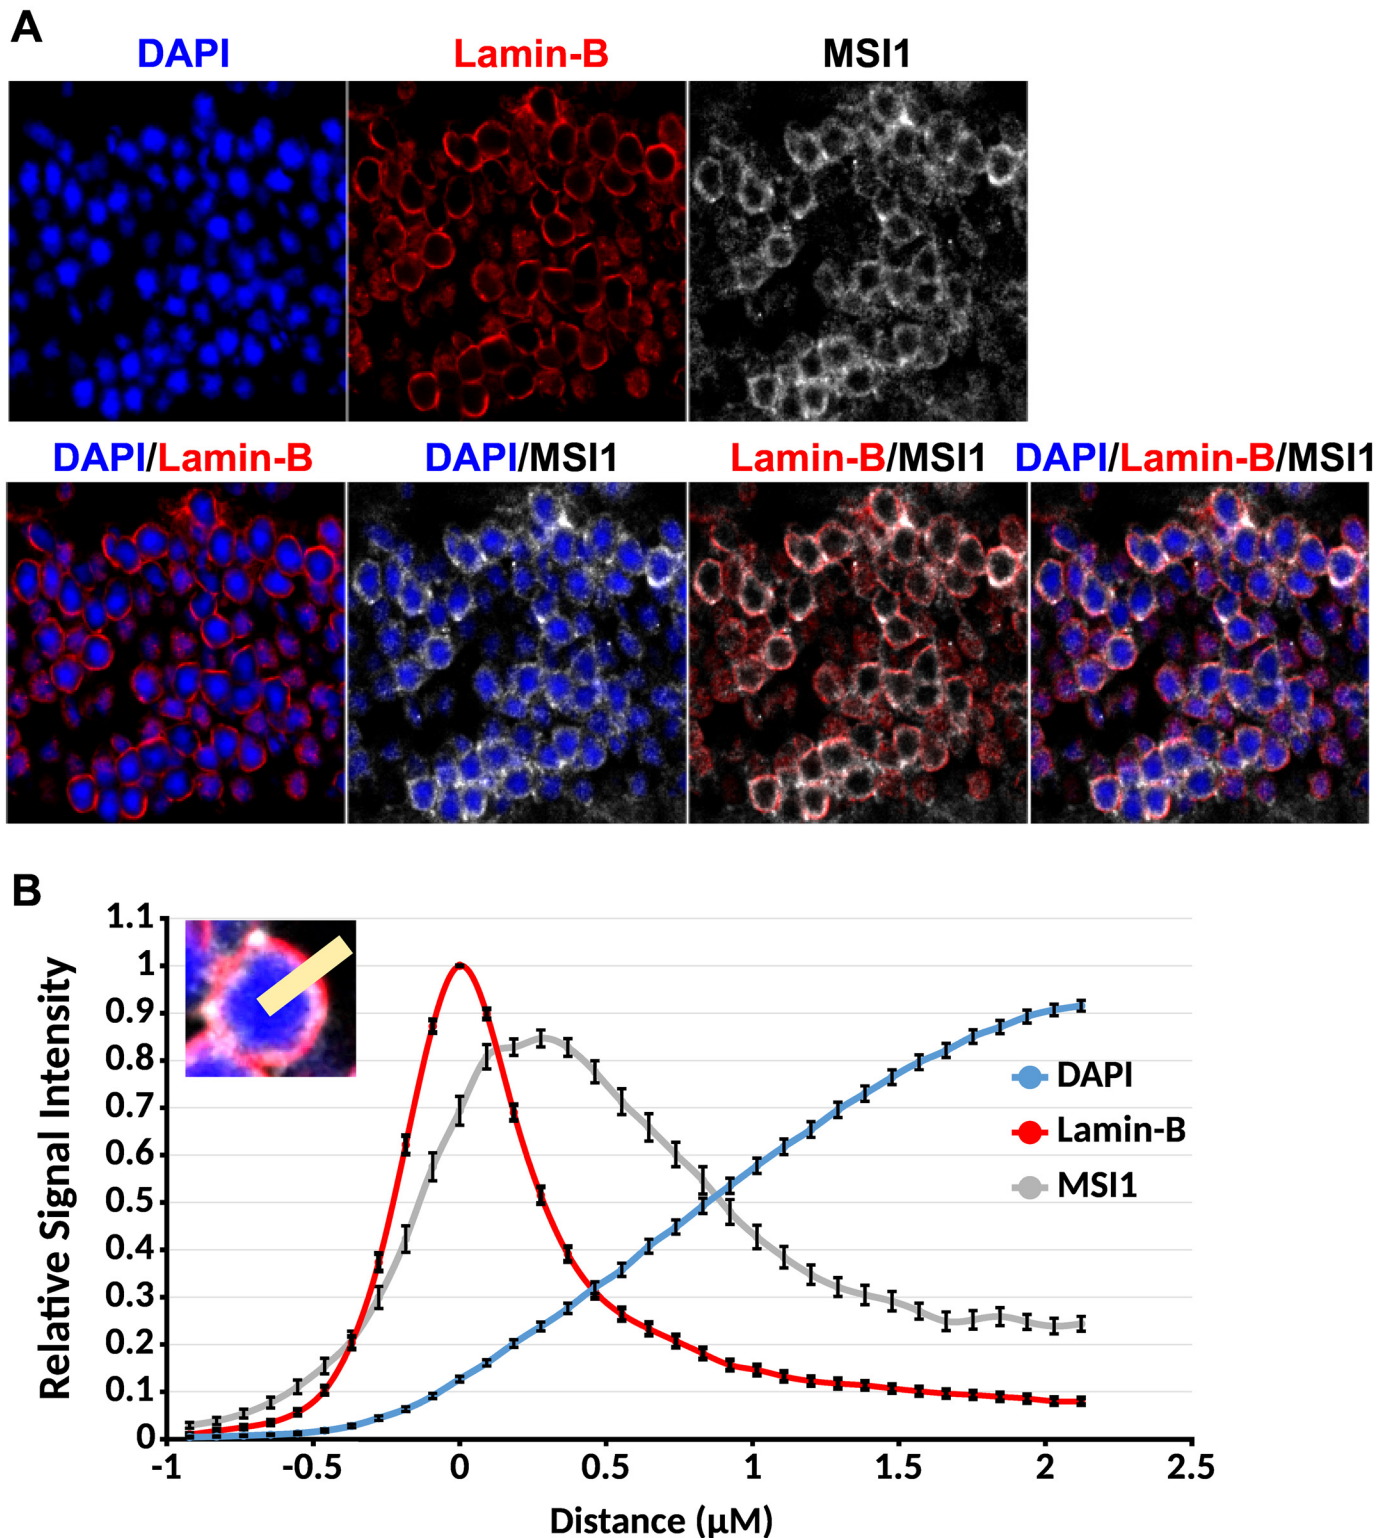 A
DAPI Lamin-B MSI1
DAPI/Lamin-B DAPI/MSI1 Lamin-B/MSI1 DAPI/Lamin-B/MSI1
B
Relative Signal Intensity
1.1
1
0.9
0.8
0.7
0.6
0.5
0.4
0.3
0.2
0.1
0
DAPI
Lamin-B
MSI1
-1 -0.5 0 0.5 1 1.5 2 2.5
Distance (μM)